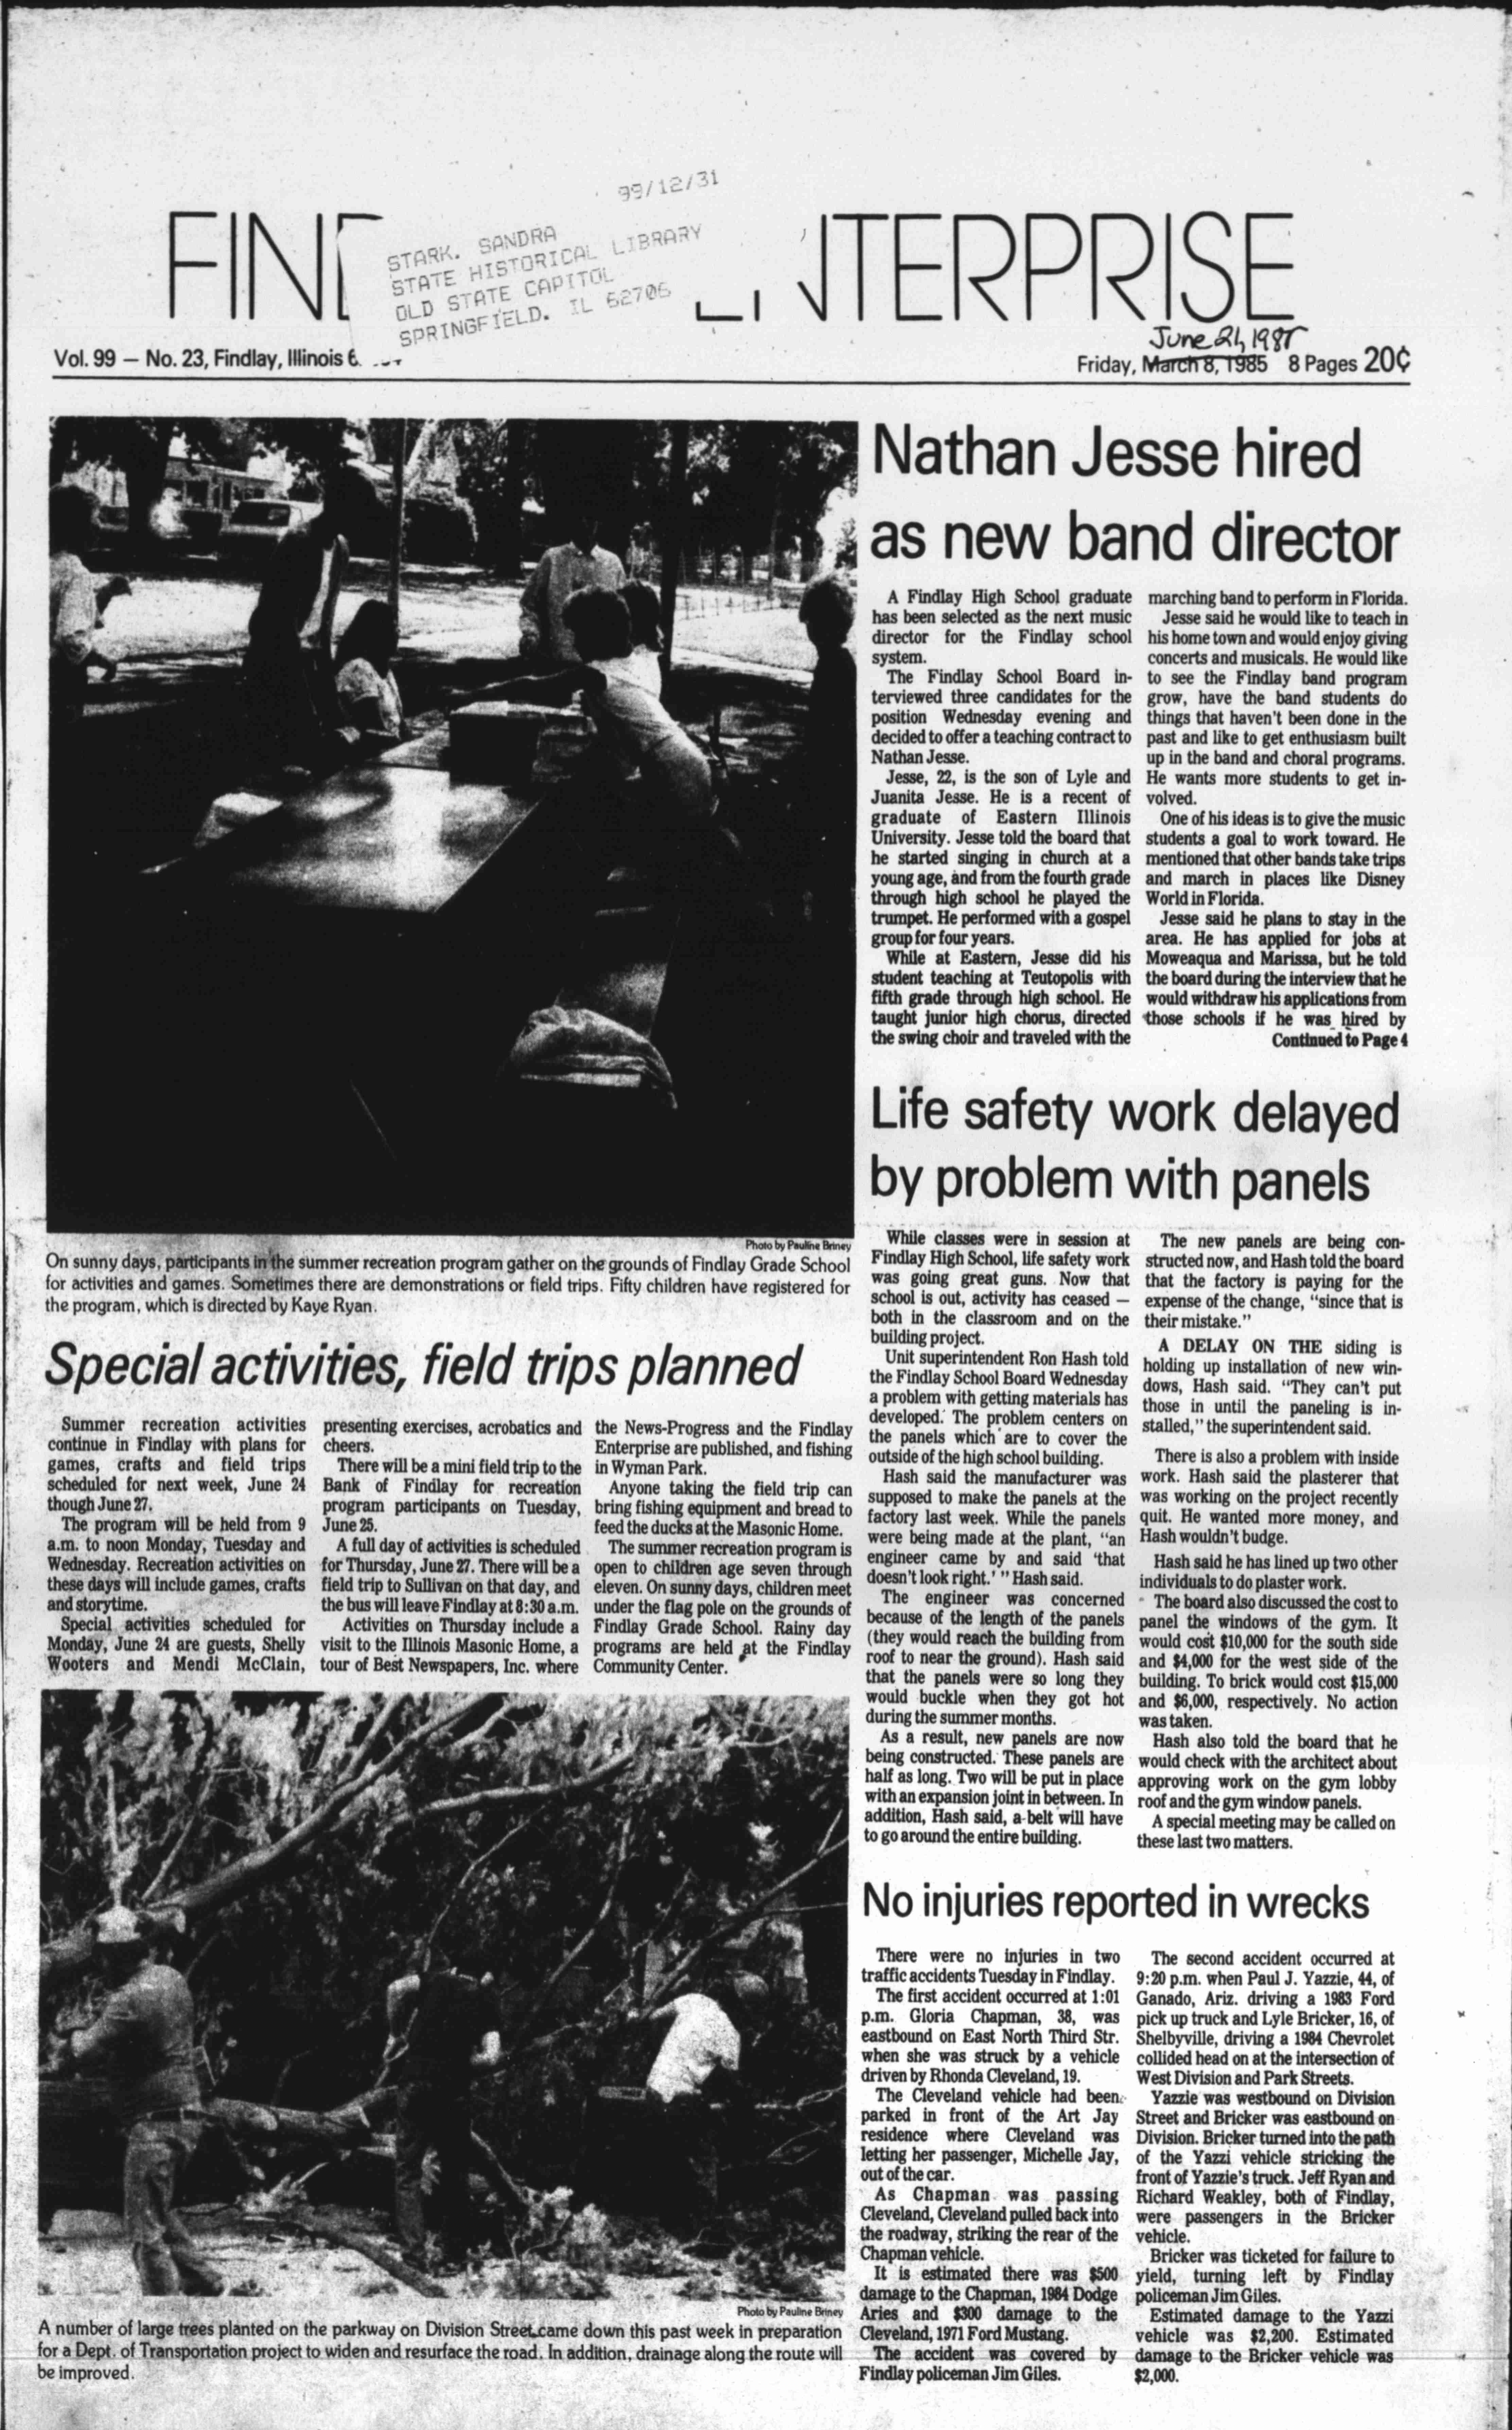 99/12/31
STARK. SANDRA
STATE HISTORICAL LIBRARY
OLD STATE CAPITOL
SPRINGFIELD. IL 62706
FIN
TERPRISE
Vol. 99 — No. 23, Findlay, Illinois 6
June 21, 1985
Friday, March 8, 1985 8 Pages 20¢
Photo by Pauline Briney
On sunny days, participants in the summer recreation program gather on the grounds of Findlay Grade School
for activities and games. Sometimes there are demonstrations or field trips. Fifty children have registered for
the program, which is directed by Kaye Ryan.
Special activities, field trips planned
Summer recreation activities
continue in Findlay with plans for
games, crafts and field trips
scheduled for next week, June 24
though June 27.
The program will be held from 9
a.m. to noon Monday, Tuesday and
Wednesday. Recreation activities on
these days will include games, crafts
and storytime.
Special activities scheduled for
Monday, June 24 are guests, Shelly
Wooters and Mendi McClain,
presenting exercises, acrobatics and
cheers.
There will be a mini field trip to the
Bank of Findlay for recreation
program participants on Tuesday,
June 25.
A full day of activities is scheduled
for Thursday, June 27. There will be a
field trip to Sullivan on that day, and
the bus will leave Findlay at 8:30 a.m.
Activities on Thursday include a
visit to the Illinois Masonic Home, a
tour of Best Newspapers, Inc. where
the News-Progress and the Findlay
Enterprise are published, and fishing
in Wyman Park.
Anyone taking the field trip can
bring fishing equipment and bread to
feed the ducks at the Masonic Home.
The summer recreation program is
open to children age seven through
eleven. On sunny days, children meet
under the flag pole on the grounds of
Findlay Grade School. Rainy day
programs are held at the Findlay
Community Center.
Photo by Pauline Briney
A number of large trees planted on the parkway on Division Street came down this past week in preparation
for a Dept. of Transportation project to widen and resurface the road. In addition, drainage along the route will
be improved.
Nathan Jesse hired
as new band director
A Findlay High School graduate
has been selected as the next music
director for the Findlay school
system.
The Findlay School Board in-
terviewed three candidates for the
position Wednesday evening and
decided to offer a teaching contract to
Nathan Jesse.
Jesse, 22, is the son of Lyle and
Juanita Jesse. He is a recent of
graduate of Eastern Illinois
University. Jesse told the board that
he started singing in church at a
young age, and from the fourth grade
through high school he played the
trumpet. He performed with a gospel
group for four years.
While at Eastern, Jesse did his
student teaching at Teutopolis with
fifth grade through high school. He
taught junior high chorus, directed
the swing choir and traveled with the
marching band to perform in Florida.
Jesse said he would like to teach in
his home town and would enjoy giving
concerts and musicals. He would like
to see the Findlay band program
grow, have the band students do
things that haven't been done in the
past and like to get enthusiasm built
up in the band and choral programs.
He wants more students to get in-
volved.
One of his ideas is to give the music
students a goal to work toward. He
mentioned that other bands take trips
and march in places like Disney
World in Florida.
Jesse said he plans to stay in the
area. He has applied for jobs at
Moweaqua and Marissa, but he told
the board during the interview that he
would withdraw his applications from
those schools if he was hired by
Continued to Page 4
Life safety work delayed
by problem with panels
While classes were in session at
Findlay High School, life safety work
was going great guns. Now that
school is out, activity has ceased —
both in the classroom and on the
building project.
Unit superintendent Ron Hash told
the Findlay School Board Wednesday
a problem with getting materials has
developed. The problem centers on
the panels which are to cover the
outside of the high school building.
Hash said the manufacturer was
supposed to make the panels at the
factory last week. While the panels
were being made at the plant, "an
engineer came by and said 'that
doesn't look right.' " Hash said.
The engineer was concerned
because of the length of the panels
(they would reach the building from
roof to near the ground). Hash said
that the panels were so long they
would buckle when they got hot
during the summer months.
As a result, new panels are now
being constructed. These panels are
half as long. Two will be put in place
with an expansion joint in between. In
addition, Hash said, a belt will have
to go around the entire building.
The new panels are being con-
structed now, and Hash told the board
that the factory is paying for the
expense of the change, "since that is
their mistake."
A DELAY ON THE siding is
holding up installation of new win-
dows, Hash said. "They can't put
those in until the paneling is in-
stalled," the superintendent said.
There is also a problem with inside
work. Hash said the plasterer that
was working on the project recently
quit. He wanted more money, and
Hash wouldn't budge.
Hash said he has lined up two other
individuals to do plaster work.
The board also discussed the cost to
panel the windows of the gym. It
would cost $10,000 for the south side
and $4,000 for the west side of the
building. To brick would cost $15,000
and $6,000, respectively. No action
was taken.
Hash also told the board that he
would check with the architect about
approving work on the gym lobby
roof and the gym window panels.
A special meeting may be called on
these last two matters.
No injuries reported in wrecks
There were no injuries in two
traffic accidents Tuesday in Findlay.
The first accident occurred at 1:01
p.m. Gloria Chapman, 38, was
eastbound on East North Third Str.
when she was struck by a vehicle
driven by Rhonda Cleveland, 19.
The Cleveland vehicle had been
parked in front of the Art Jay
residence where Cleveland was
letting her passenger, Michelle Jay,
out of the car.
As Chapman was passing
Cleveland, Cleveland pulled back into
the roadway, striking the rear of the
Chapman vehicle.
It is estimated there was $500
damage to the Chapman, 1984 Dodge
Aries and $300 damage to the
Cleveland, 1971 Ford Mustang.
The accident was covered by
Findlay policeman Jim Giles.
The second accident occurred at
9:20 p.m. when Paul J. Yazzie, 44, of
Ganado, Ariz. driving a 1983 Ford
pick up truck and Lyle Bricker, 16, of
Shelbyville, driving a 1984 Chevrolet
collided head on at the intersection of
West Division and Park Streets.
Yazzie was westbound on Division
Street and Bricker was eastbound on
Division. Bricker turned into the path
of the Yazzi vehicle stricking the
front of Yazzie's truck. Jeff Ryan and
Richard Weakley, both of Findlay,
were passengers in the Bricker
vehicle.
Bricker was ticketed for failure to
yield, turning left by Findlay
policeman Jim Giles.
Estimated damage to the Yazzi
vehicle was $2,200. Estimated
damage to the Bricker vehicle was
$2,000.